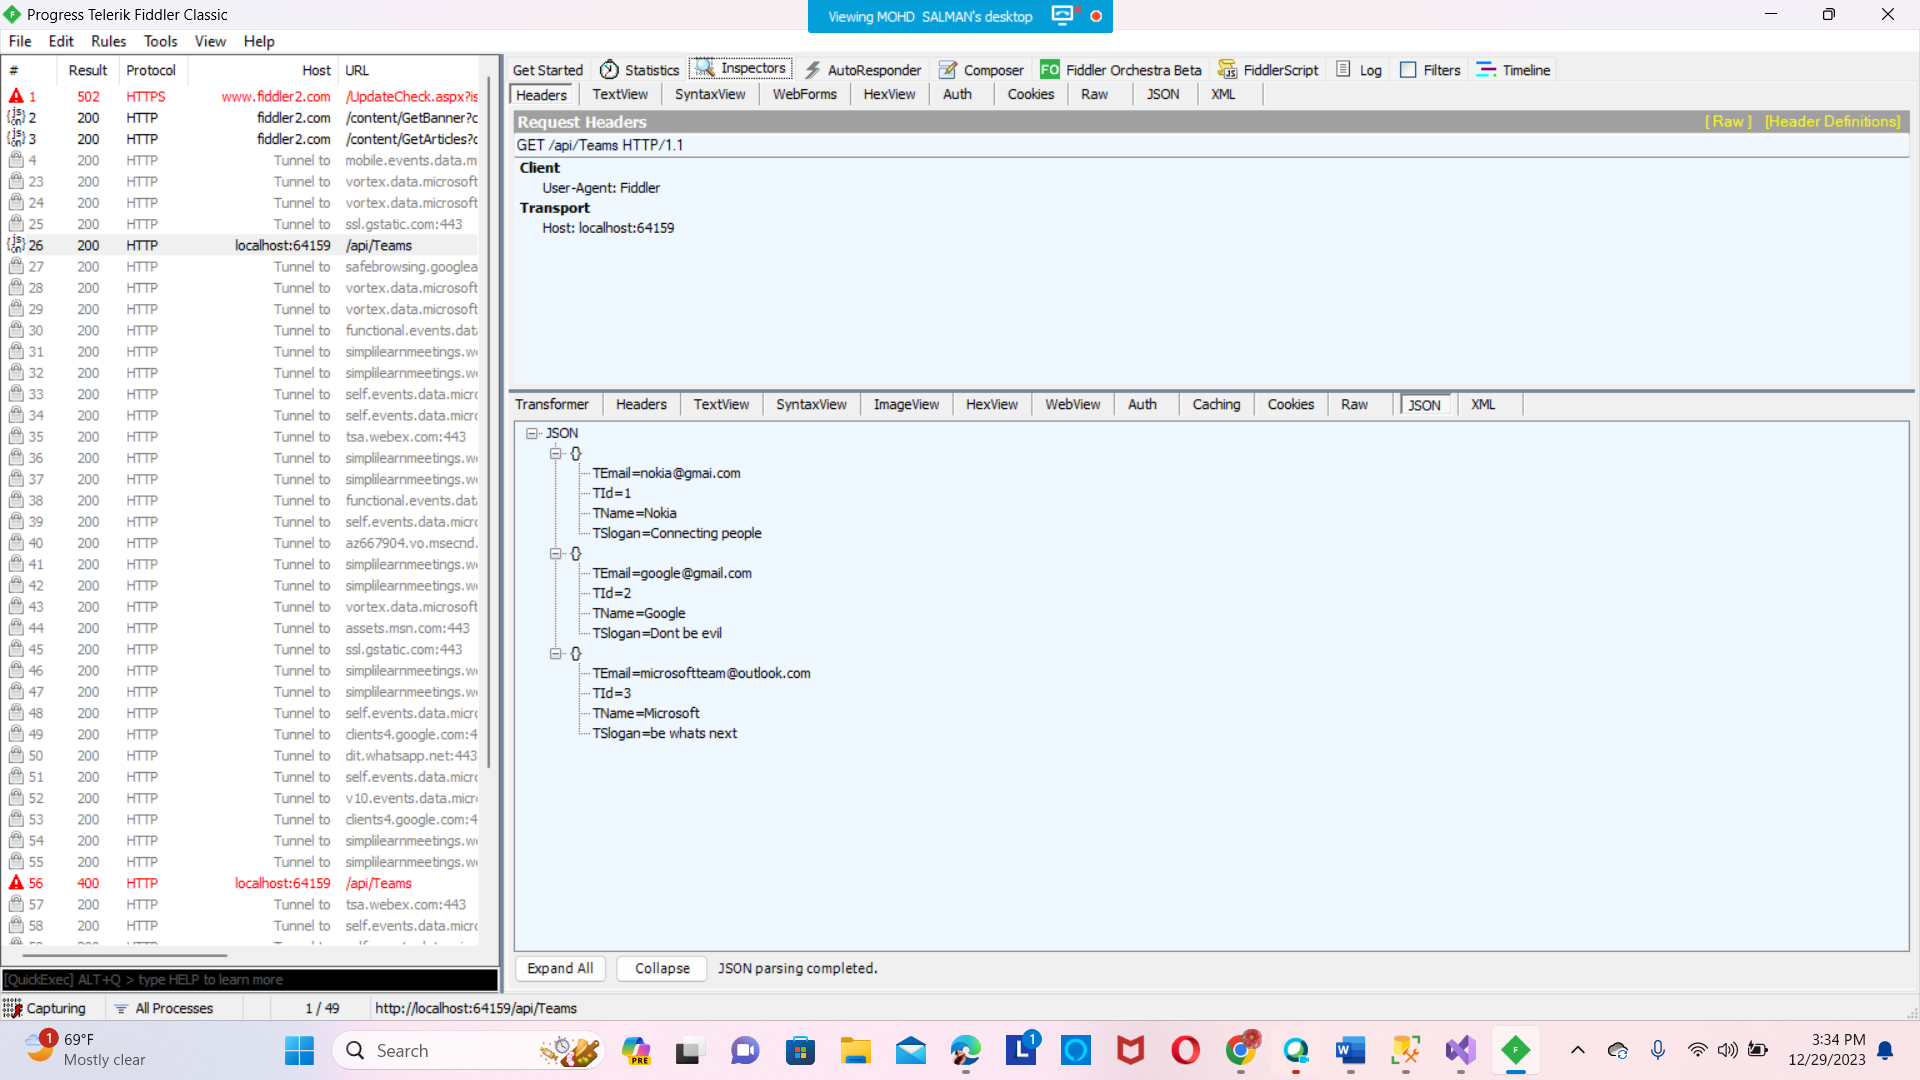 Progress Telerik Fiddler Classic
Viewing MOHD SALMAN's desktop
File Edit Rules Tools View Help
# Result Protocol Host URL
1 502 HTTPS www.fiddler2.com /UpdateCheck.aspx?is
2 200 HTTP fiddler2.com /content/GetBanner?c
3 200 HTTP fiddler2.com /content/GetArticles?c
4 200 HTTP Tunnel to mobile.events.data.m
23 200 HTTP Tunnel to vortex.data.microsoft
24 200 HTTP Tunnel to vortex.data.microsoft
25 200 HTTP Tunnel to ssl.gstatic.com:443
26 200 HTTP localhost:64159 /api/Teams
27 200 HTTP Tunnel to safebrowsing.googlea
28 200 HTTP Tunnel to vortex.data.microsoft
29 200 HTTP Tunnel to vortex.data.microsoft
30 200 HTTP Tunnel to functional.events.data
31 200 HTTP Tunnel to simplilearnmeetings.we
32 200 HTTP Tunnel to simplilearnmeetings.we
33 200 HTTP Tunnel to self.events.data.micro
34 200 HTTP Tunnel to self.events.data.micro
35 200 HTTP Tunnel to tsa.webex.com:443
36 200 HTTP Tunnel to simplilearnmeetings.we
37 200 HTTP Tunnel to simplilearnmeetings.we
38 200 HTTP Tunnel to functional.events.data
39 200 HTTP Tunnel to self.events.data.micro
40 200 HTTP Tunnel to az667904.vo.msecnd.
41 200 HTTP Tunnel to simplilearnmeetings.we
42 200 HTTP Tunnel to simplilearnmeetings.we
43 200 HTTP Tunnel to vortex.data.microsoft
44 200 HTTP Tunnel to assets.msn.com:443
45 200 HTTP Tunnel to ssl.gstatic.com:443
46 200 HTTP Tunnel to simplilearnmeetings.we
47 200 HTTP Tunnel to simplilearnmeetings.we
48 200 HTTP Tunnel to self.events.data.micro
49 200 HTTP Tunnel to clients4.google.com:4
50 200 HTTP Tunnel to dit.whatsapp.net:443
51 200 HTTP Tunnel to self.events.data.micro
52 200 HTTP Tunnel to v10.events.data.micro
53 200 HTTP Tunnel to clients4.google.com:4
54 200 HTTP Tunnel to simplilearnmeetings.we
55 200 HTTP Tunnel to simplilearnmeetings.we
56 400 HTTP localhost:64159 /api/Teams
57 200 HTTP Tunnel to tsa.webex.com:443
58 200 HTTP Tunnel to self.events.data.micro
[QuickExec] ALT+Q > type HELP to learn more
Capturing All Processes 1 / 49 http://localhost:64159/api/Teams
Get Started Statistics Inspectors AutoResponder Composer FO Fiddler Orchestra Beta FiddlerScript Log Filters Timeline
Headers TextView SyntaxView WebForms HexView Auth Cookies Raw JSON XML
Request Headers [ Raw ] [Header Definitions]
GET /api/Teams HTTP/1.1
Client
User-Agent: Fiddler
Transport
Host: localhost:64159
Transformer Headers TextView SyntaxView ImageView HexView WebView Auth Caching Cookies Raw JSON XML
JSON
{}
TEmail=nokia@gmai.com
TId=1
TName=Nokia
TSlogan=Connecting people
{}
TEmail=google@gmail.com
TId=2
TName=Google
TSlogan=Dont be evil
{}
TEmail=microsoftteam@outlook.com
TId=3
TName=Microsoft
TSlogan=be whats next
Expand All Collapse JSON parsing completed.
1 69°F
Mostly clear
Search
PRE
L 1
W
3:34 PM
12/29/2023